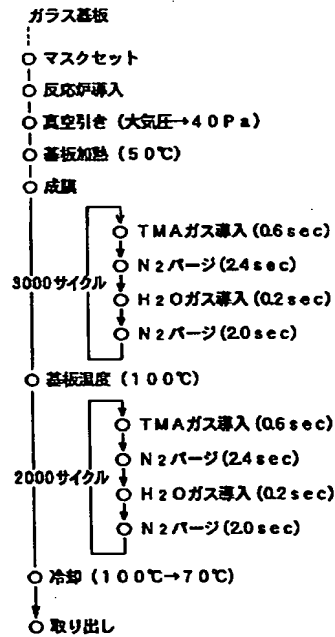 ガラス基板
マスクセット
反応炉導入
真空引き（大気圧→40Pa）
基板加熱（50℃）
成膜
TMAガス導入(0.6sec)
N2パージ(2.4sec)
3000サイクル
H2Oガス導入(0.2sec)
N2パージ(2.0sec)
基板温度（100℃）
TMAガス導入(0.6sec)
N2パージ(2.4sec)
2000サイクル
H2Oガス導入(0.2sec)
N2パージ(2.0sec)
冷却（100℃→70℃）
取り出し